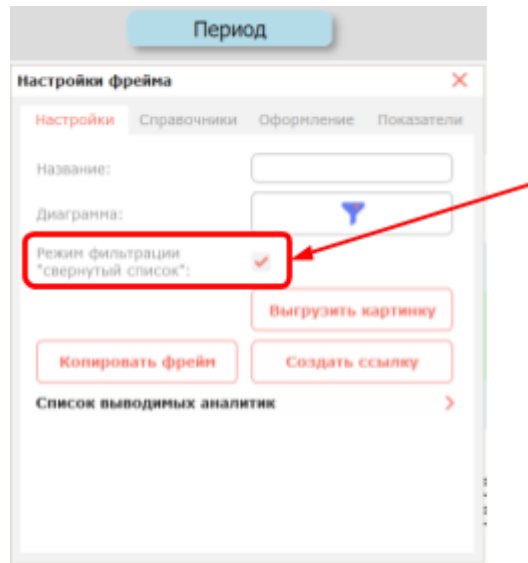 Период
Настройки фрейма
Настройки Справочники Оформление Показатели
Название:
Диаграмма:
Режим фильтрации
"свернутый список":
Выгрузить картинку
Копировать фрейм Создать ссылку
Список выводимых аналитик